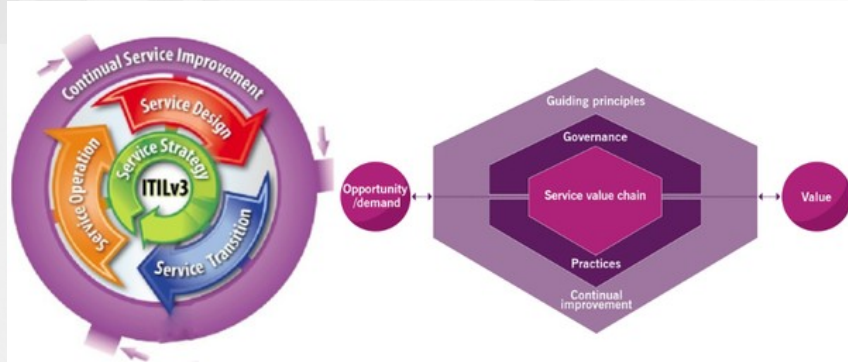 Continual Service Improvement
Service Design
Service Strategy
ITILv3
Service Operation
Service Transition
Opportunity
/demand
Guiding principles
Governance
Service value chain
Practices
Continual
improvement
Value